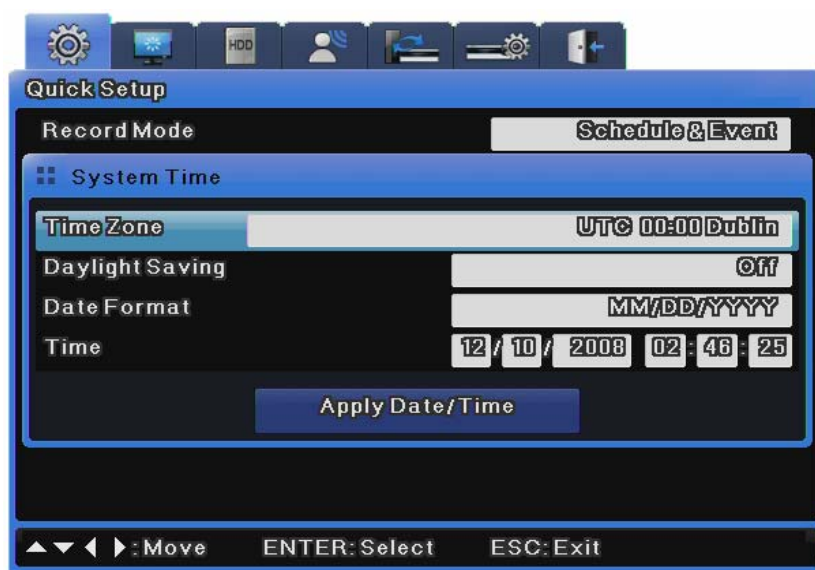 HDD
Quick Setup
Record Mode Schedule & Event
System Time
Time Zone UTC 00:00 Dublin
Daylight Saving Off
Date Format MM/DD/YYYY
Time 12 / 10 / 2008 02 : 46 : 25
Apply Date/Time
:Move ENTER:Select ESC:Exit